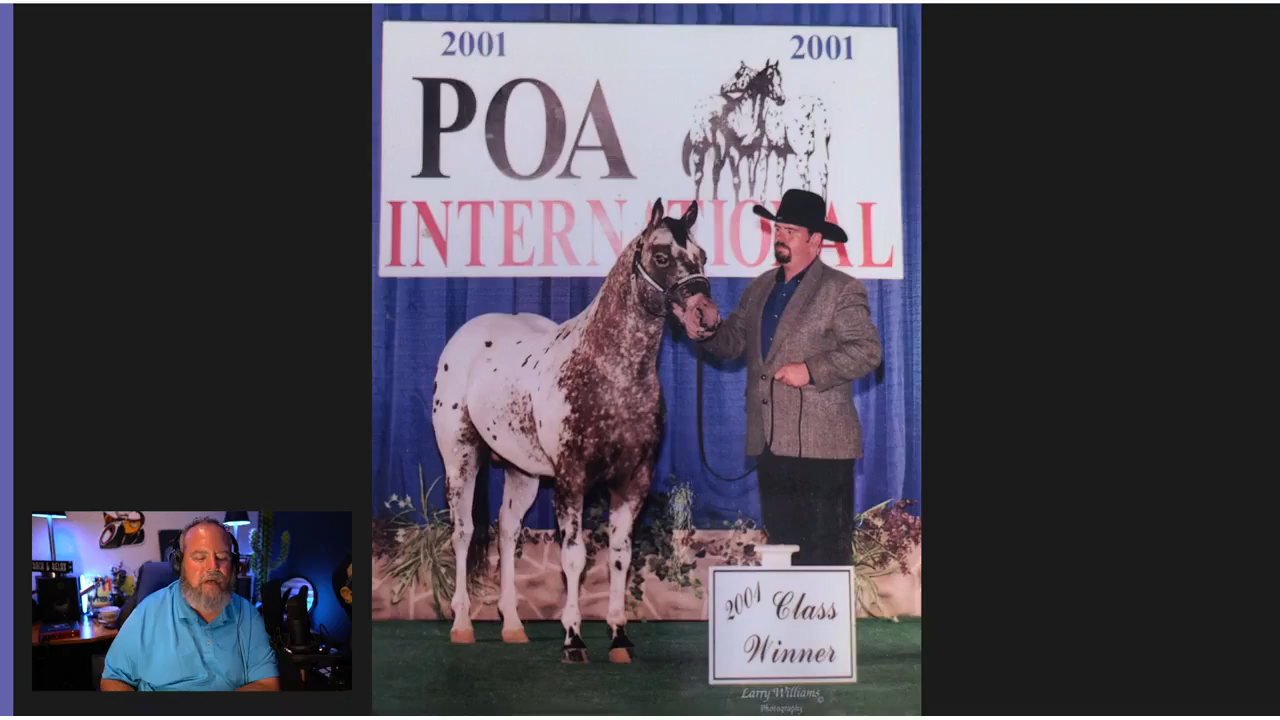 2001 2001
POA
INTERNATIONAL
2001 Class
Winner
Larry Williams
Photography